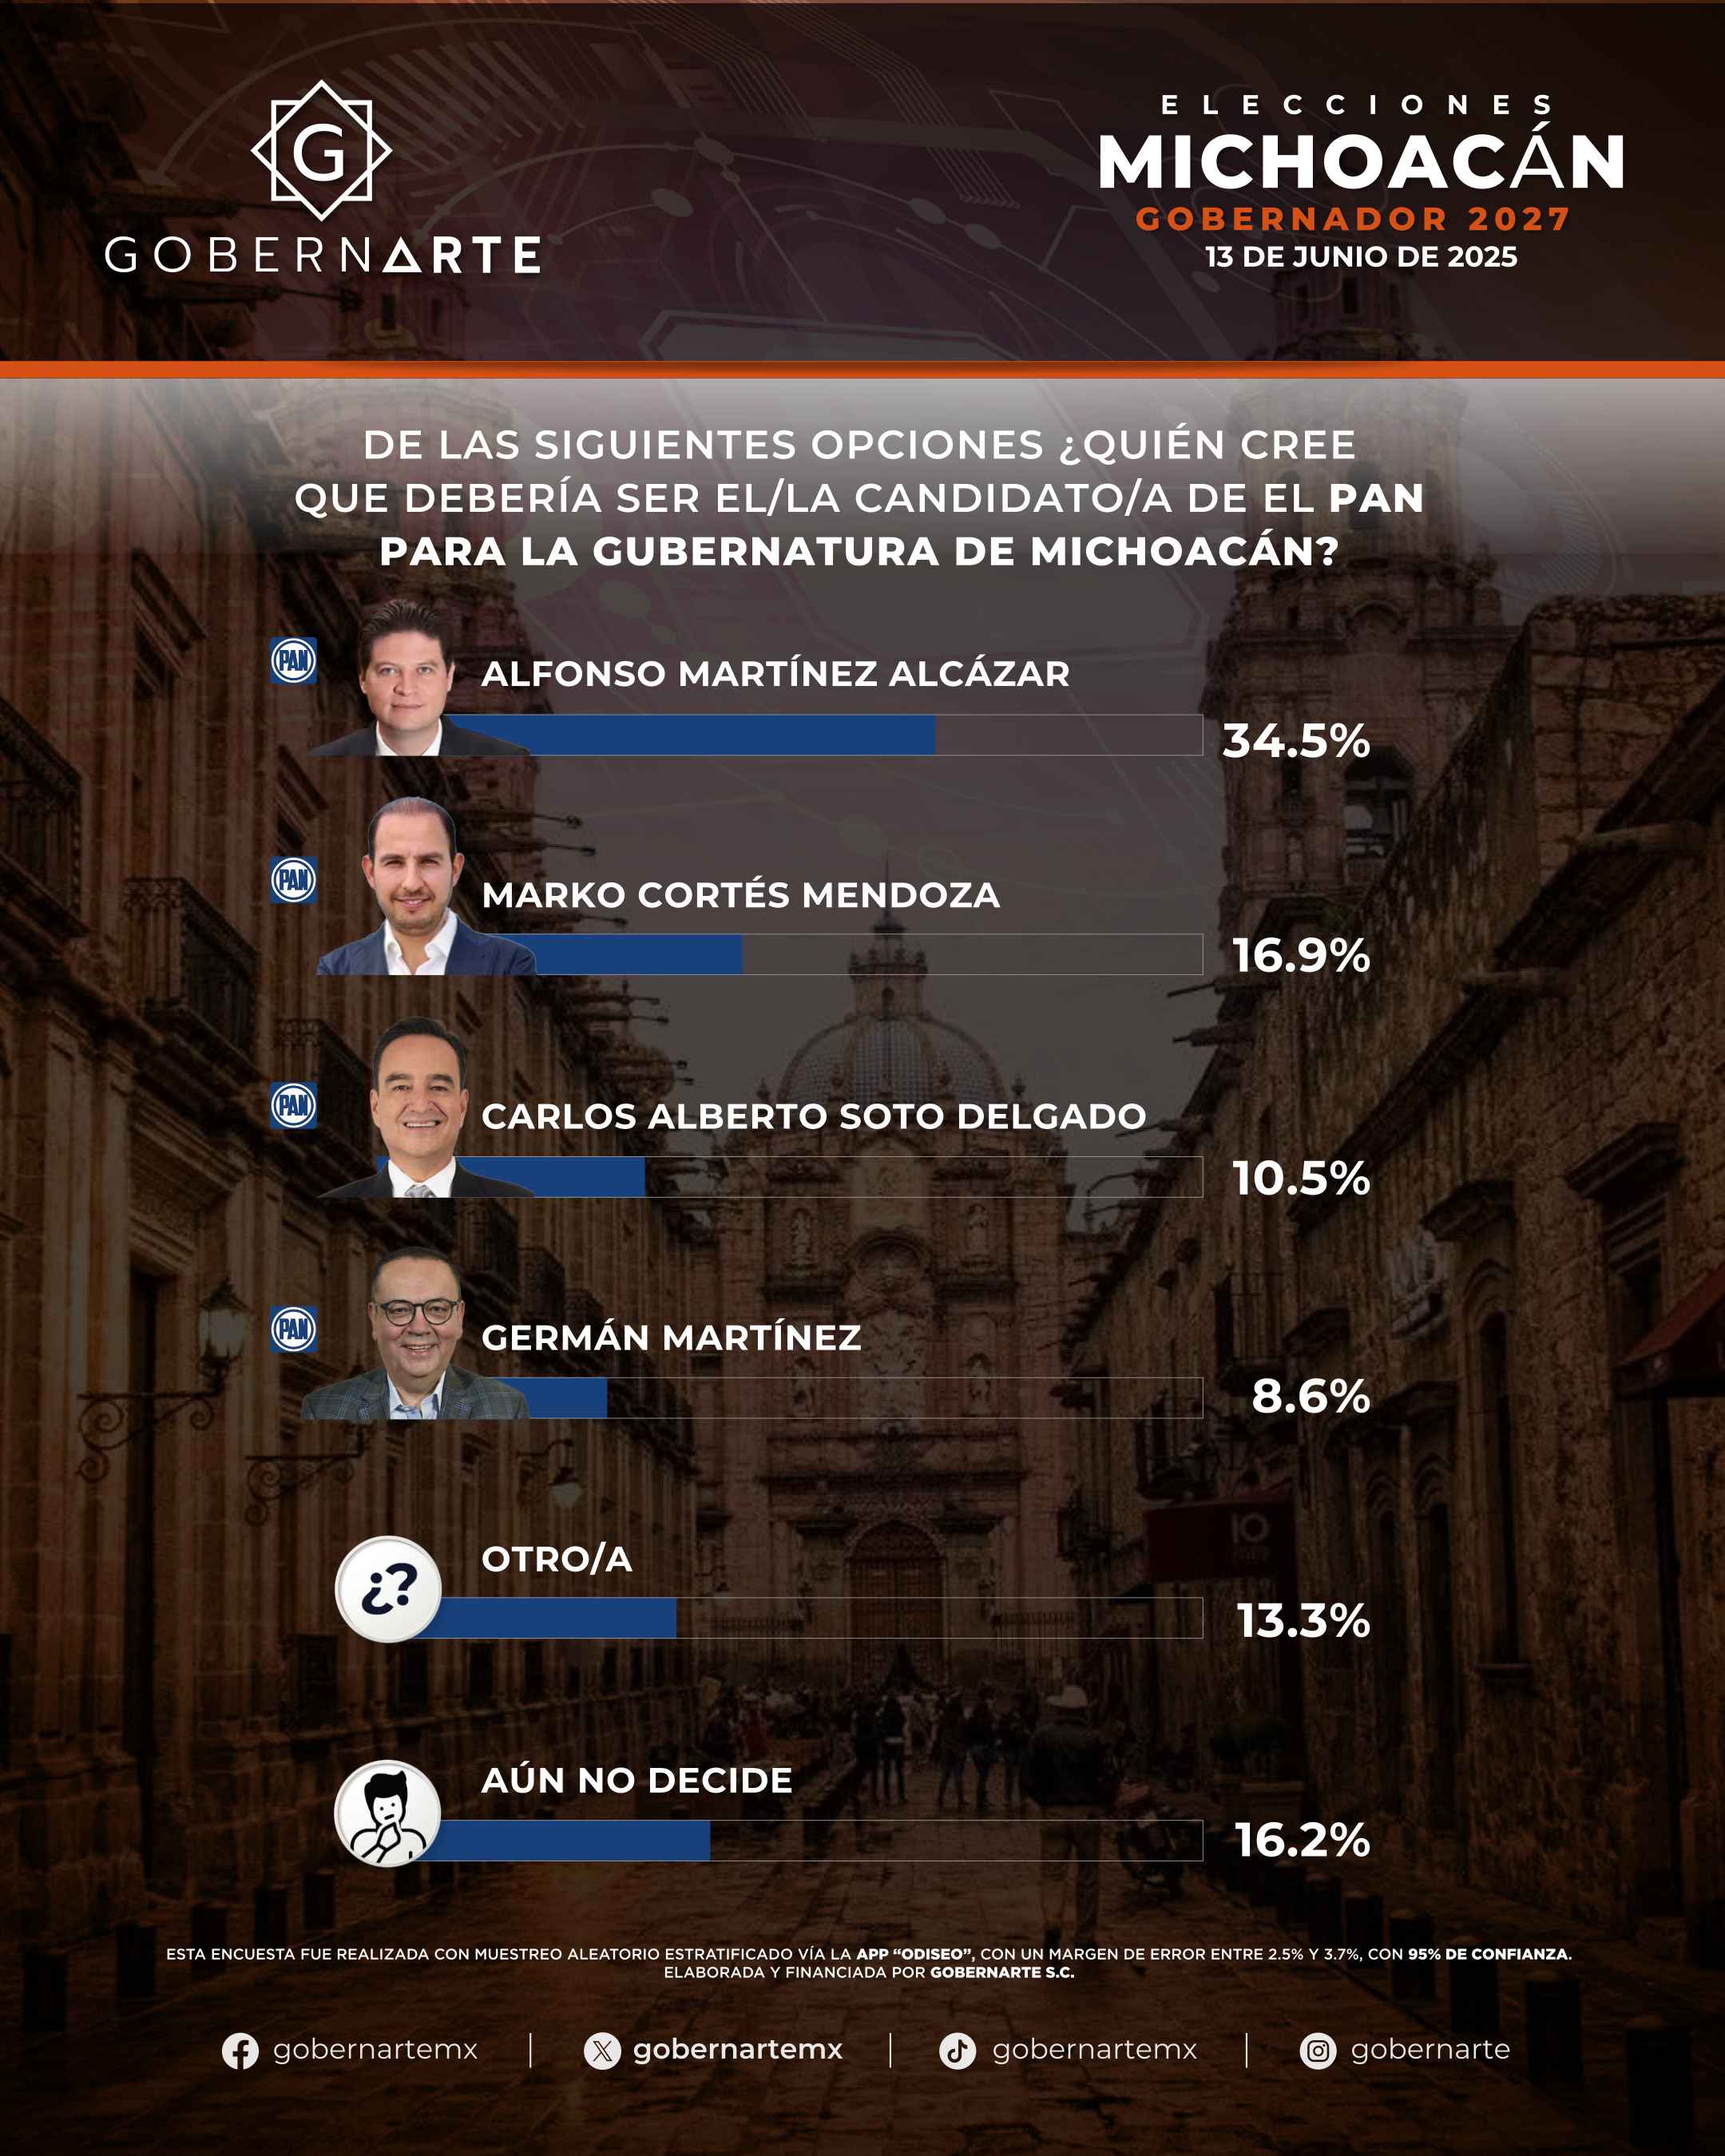 G
GOBERNARTE
ELECCIONES
MICHOACÁN
GOBERNADOR 2027
13 DE JUNIO DE 2025
DE LAS SIGUIENTES OPCIONES ¿QUIÉN CREE
QUE DEBERÍA SER EL/LA CANDIDATO/A DE EL PAN
PARA LA GUBERNATURA DE MICHOACÁN?
PAN
ALFONSO MARTÍNEZ ALCÁZAR
34.5%
PAN
MARKO CORTÉS MENDOZA
16.9%
PAN
CARLOS ALBERTO SOTO DELGADO
10.5%
PAN
GERMÁN MARTÍNEZ
8.6%
¿?
OTRO/A
13.3%
AÚN NO DECIDE
16.2%
ESTA ENCUESTA FUE REALIZADA CON MUESTREO ALEATORIO ESTRATIFICADO VÍA LA APP “ODISEO”, CON UN MARGEN DE ERROR ENTRE 2.5% Y 3.7%, CON 95% DE CONFIANZA.
ELABORADA Y FINANCIADA POR GOBERNARTE S.C.
gobernartemx | gobernartemx | gobernartemx | gobernarte